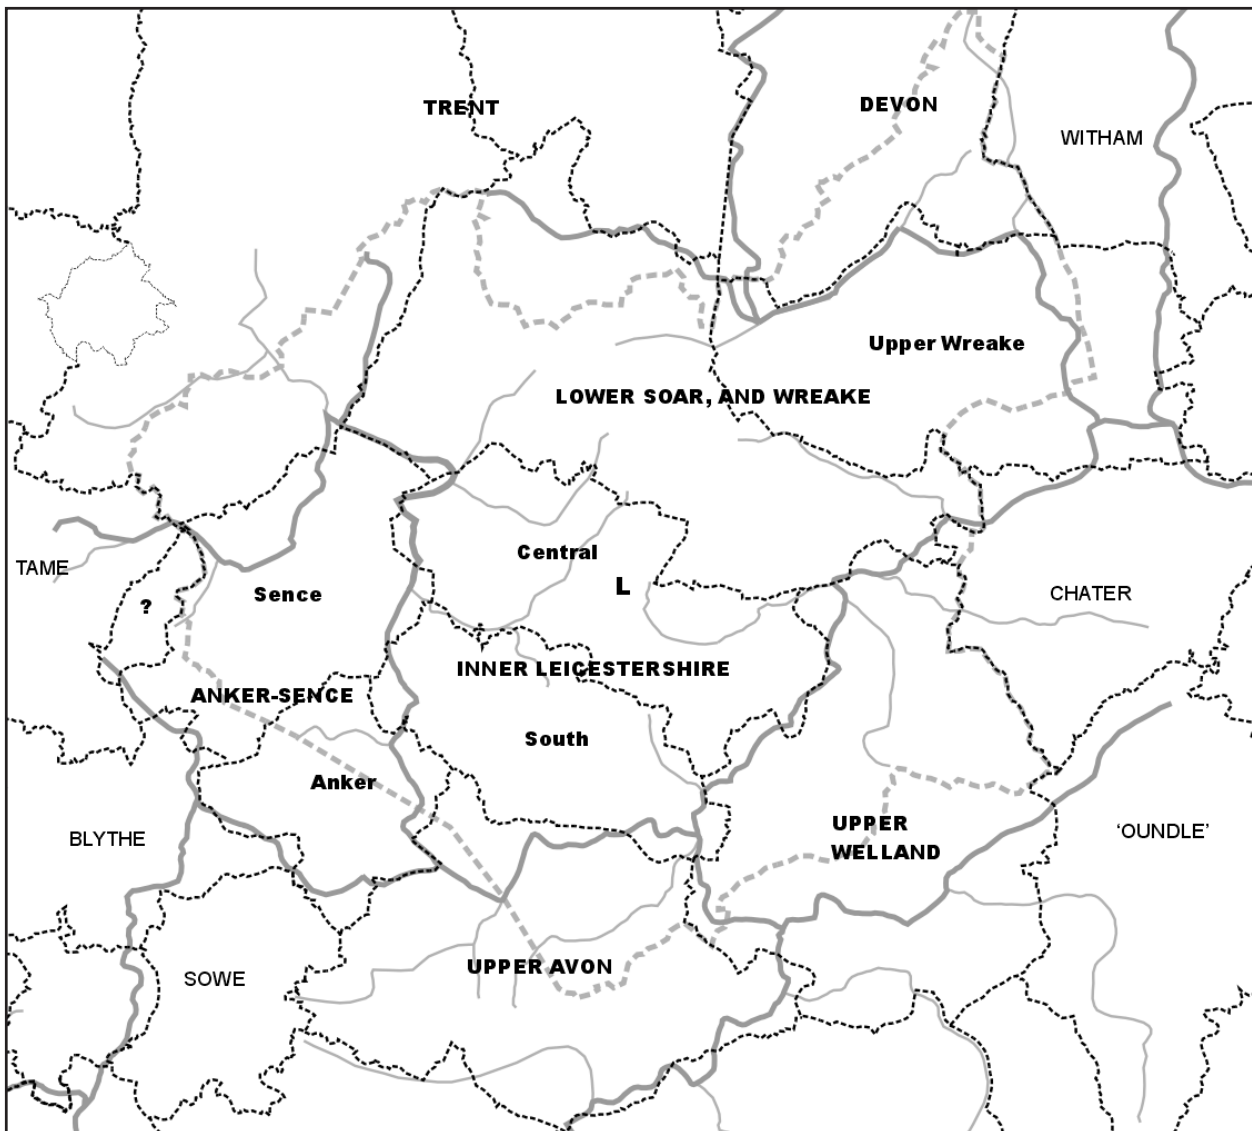 TRENT
DEVON
WITHAM
Upper Wreake
LOWER SOAR, AND WREAKE
Central
TAME
Sence
L
?
CHATER
INNER LEICESTERSHIRE
ANKER-SENCE
South
Anker
BLYTHE
UPPER
WELLAND
‘OUNDLE’
SOWE
UPPER AVON